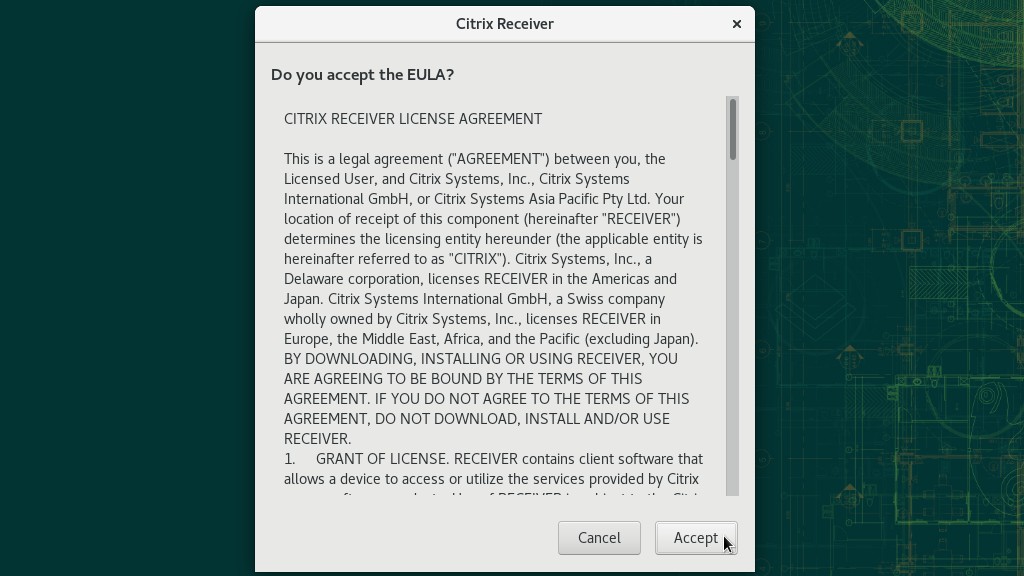 Citrix Receiver
Do you accept the EULA?
CITRIX RECEIVER LICENSE AGREEMENT
This is a legal agreement ("AGREEMENT") between you, the
Licensed User, and Citrix Systems, Inc., Citrix Systems
International GmbH, or Citrix Systems Asia Pacific Pty Ltd. Your
location of receipt of this component (hereinafter "RECEIVER")
determines the licensing entity hereunder (the applicable entity is
hereinafter referred to as "CITRIX"). Citrix Systems, Inc., a
Delaware corporation, licenses RECEIVER in the Americas and
Japan. Citrix Systems International GmbH, a Swiss company
wholly owned by Citrix Systems, Inc., licenses RECEIVER in
Europe, the Middle East, Africa, and the Pacific (excluding Japan).
BY DOWNLOADING, INSTALLING OR USING RECEIVER, YOU
ARE AGREEING TO BE BOUND BY THE TERMS OF THIS
AGREEMENT. IF YOU DO NOT AGREE TO THE TERMS OF THIS
AGREEMENT, DO NOT DOWNLOAD, INSTALL AND/OR USE
RECEIVER.
1. GRANT OF LICENSE. RECEIVER contains client software that
allows a device to access or utilize the services provided by Citrix
Cancel
Accept